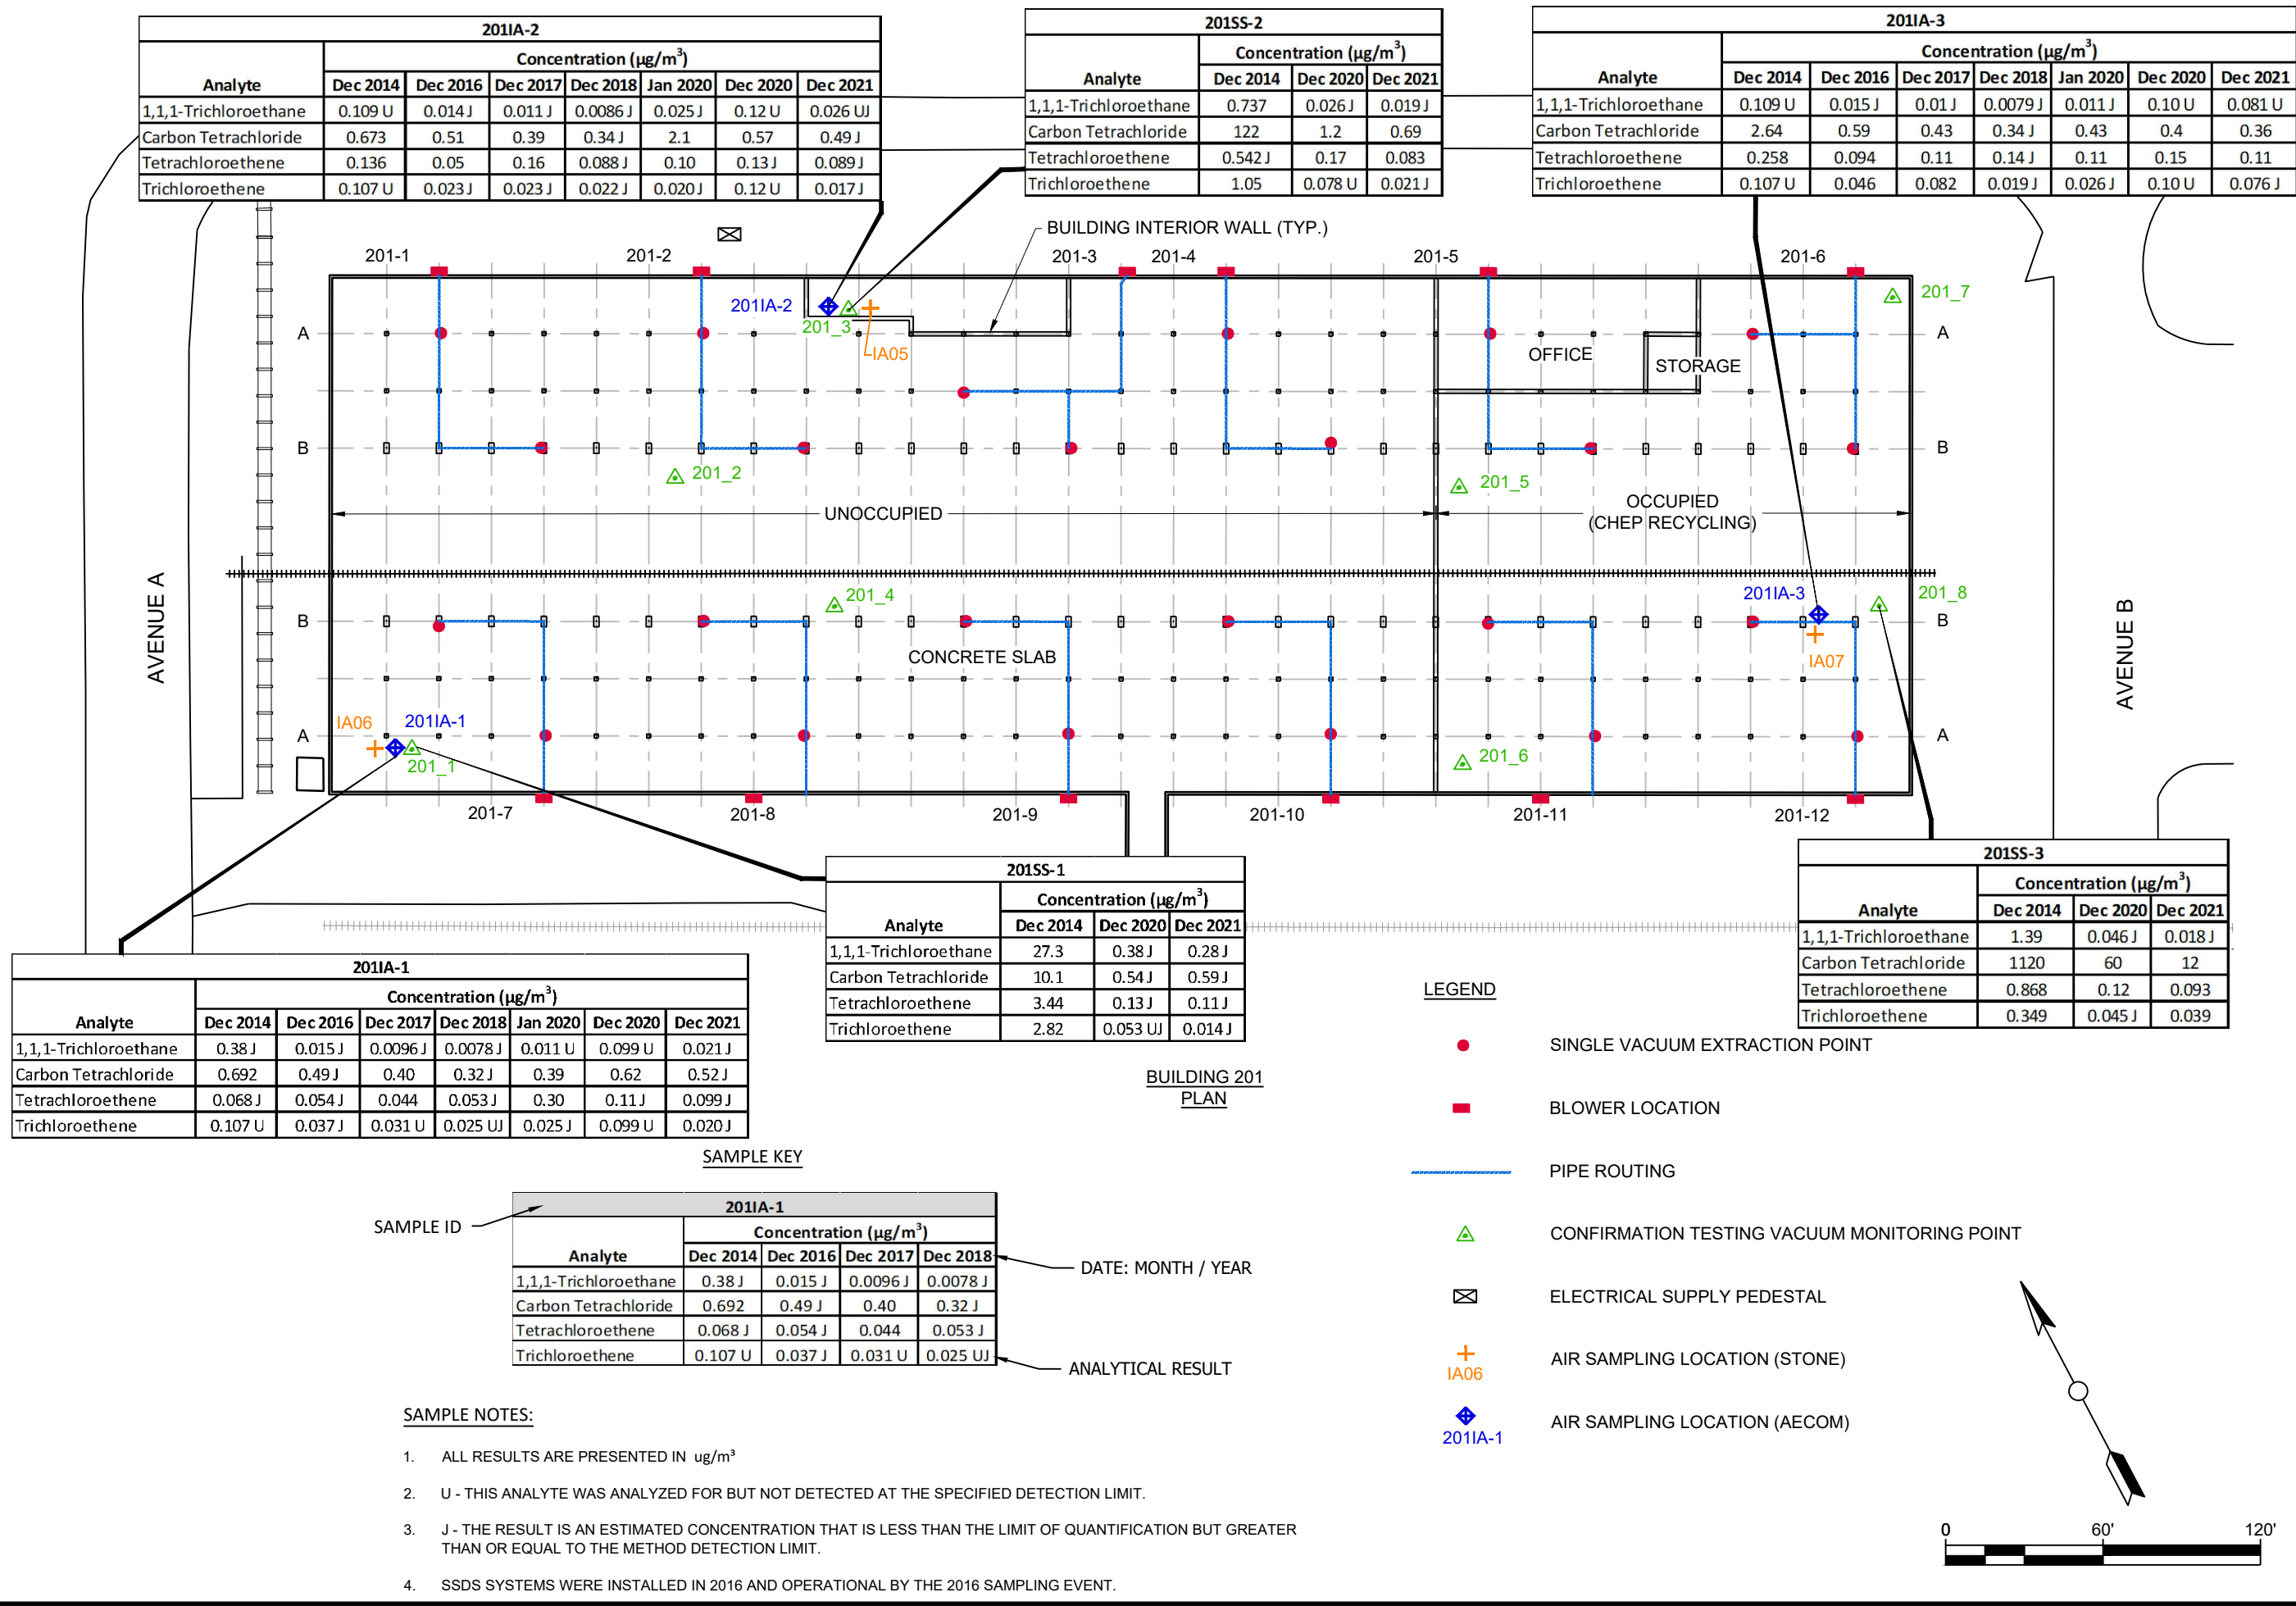 201IA-2
Concentration (µg/m³)
Analyte Dec 2014 Dec 2016 Dec 2017 Dec 2018 Jan 2020 Dec 2020 Dec 2021
1,1,1-Trichloroethane 0.109 U 0.014 J 0.011 J 0.0086 J 0.025 J 0.12 U 0.026 UJ
Carbon Tetrachloride 0.673 0.51 0.39 0.34 J 2.1 0.57 0.49 J
Tetrachloroethene 0.136 0.05 0.16 0.088 J 0.10 0.13 J 0.089 J
Trichloroethene 0.107 U 0.023 J 0.023 J 0.022 J 0.020 J 0.12 U 0.017 J
201SS-2
Concentration (µg/m³)
Analyte Dec 2014 Dec 2020 Dec 2021
1,1,1-Trichloroethane 0.737 0.026 J 0.019 J
Carbon Tetrachloride 122 1.2 0.69
Tetrachloroethene 0.542 J 0.17 0.083
Trichloroethene 1.05 0.078 U 0.021 J
201IA-3
Concentration (µg/m³)
Analyte Dec 2014 Dec 2016 Dec 2017 Dec 2018 Jan 2020 Dec 2020 Dec 2021
1,1,1-Trichloroethane 0.109 U 0.015 J 0.01 J 0.0079 J 0.011 J 0.10 U 0.081 U
Carbon Tetrachloride 2.64 0.59 0.43 0.34 J 0.43 0.4 0.36
Tetrachloroethene 0.258 0.094 0.11 0.14 J 0.11 0.15 0.11
Trichloroethene 0.107 U 0.046 0.082 0.019 J 0.026 J 0.10 U 0.076 J
BUILDING INTERIOR WALL (TYP.)
201-1 201-2 201-3 201-4 201-5 201-6
201IA-2
201_3
IA05
201_7
A A
OFFICE
STORAGE
B B
201_2
201_5
UNOCCUPIED
OCCUPIED
(CHEP RECYCLING)
AVENUE A
AVENUE B
201_4
201IA-3
201_8
B B
CONCRETE SLAB
IA07
IA06
201IA-1
A A
201_1
201_6
201-7 201-8 201-9 201-10 201-11 201-12
201SS-1
Concentration (µg/m³)
Analyte Dec 2014 Dec 2020 Dec 2021
1,1,1-Trichloroethane 27.3 0.38 J 0.28 J
Carbon Tetrachloride 10.1 0.54 J 0.59 J
Tetrachloroethene 3.44 0.13 J 0.11 J
Trichloroethene 2.82 0.053 UJ 0.014 J
201SS-3
Concentration (µg/m³)
Analyte Dec 2014 Dec 2020 Dec 2021
1,1,1-Trichloroethane 1.39 0.046 J 0.018 J
Carbon Tetrachloride 1120 60 12
Tetrachloroethene 0.868 0.12 0.093
Trichloroethene 0.349 0.045 J 0.039
201IA-1
Concentration (µg/m³)
Analyte Dec 2014 Dec 2016 Dec 2017 Dec 2018 Jan 2020 Dec 2020 Dec 2021
1,1,1-Trichloroethane 0.38 J 0.015 J 0.0096 J 0.0078 J 0.011 U 0.099 U 0.021 J
Carbon Tetrachloride 0.692 0.49 J 0.40 0.32 J 0.39 0.62 0.52 J
Tetrachloroethene 0.068 J 0.054 J 0.044 0.053 J 0.30 0.11 J 0.099 J
Trichloroethene 0.107 U 0.037 J 0.031 U 0.025 UJ 0.025 J 0.099 U 0.020 J
BUILDING 201
PLAN
SAMPLE KEY
SAMPLE ID
201IA-1
Concentration (µg/m³)
Analyte Dec 2014 Dec 2016 Dec 2017 Dec 2018
1,1,1-Trichloroethane 0.38 J 0.015 J 0.0096 J 0.0078 J
Carbon Tetrachloride 0.692 0.49 J 0.40 0.32 J
Tetrachloroethene 0.068 J 0.054 J 0.044 0.053 J
Trichloroethene 0.107 U 0.037 J 0.031 U 0.025 UJ
DATE: MONTH / YEAR
ANALYTICAL RESULT
SAMPLE NOTES:
1. ALL RESULTS ARE PRESENTED IN ug/m³
2. U - THIS ANALYTE WAS ANALYZED FOR BUT NOT DETECTED AT THE SPECIFIED DETECTION LIMIT.
3. J - THE RESULT IS AN ESTIMATED CONCENTRATION THAT IS LESS THAN THE LIMIT OF QUANTIFICATION BUT GREATER
THAN OR EQUAL TO THE METHOD DETECTION LIMIT.
4. SSDS SYSTEMS WERE INSTALLED IN 2016 AND OPERATIONAL BY THE 2016 SAMPLING EVENT.
LEGEND
SINGLE VACUUM EXTRACTION POINT
BLOWER LOCATION
PIPE ROUTING
CONFIRMATION TESTING VACUUM MONITORING POINT
ELECTRICAL SUPPLY PEDESTAL
IA06 AIR SAMPLING LOCATION (STONE)
201IA-1 AIR SAMPLING LOCATION (AECOM)
0 60' 120'